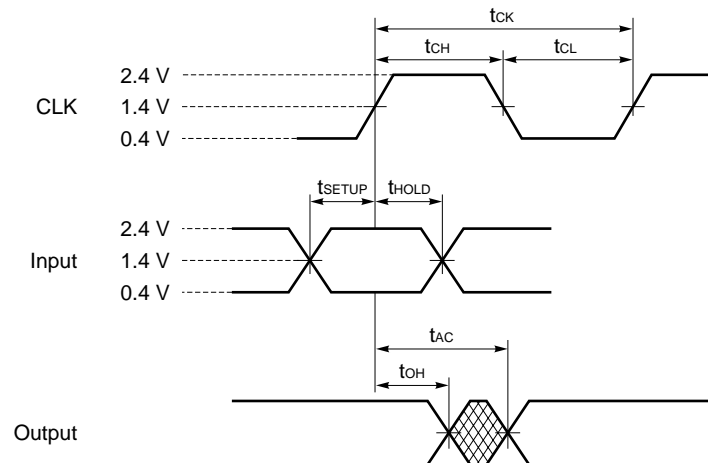 tCK
tCH tCL
2.4 V
CLK 1.4 V
0.4 V
tSETUP tHOLD
2.4 V
Input 1.4 V
0.4 V
tAC
tOH
Output